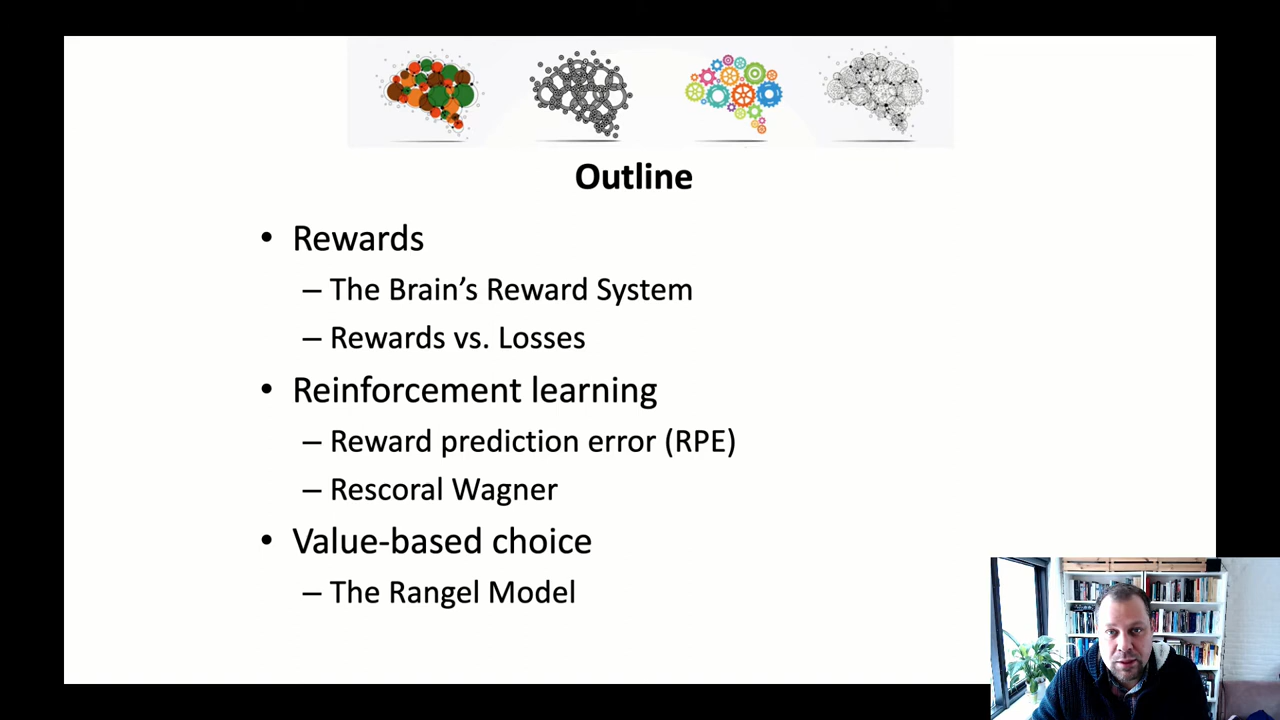 Outline
• Rewards
– The Brain’s Reward System
– Rewards vs. Losses
• Reinforcement learning
– Reward prediction error (RPE)
– Rescoral Wagner
• Value-based choice
– The Rangel Model